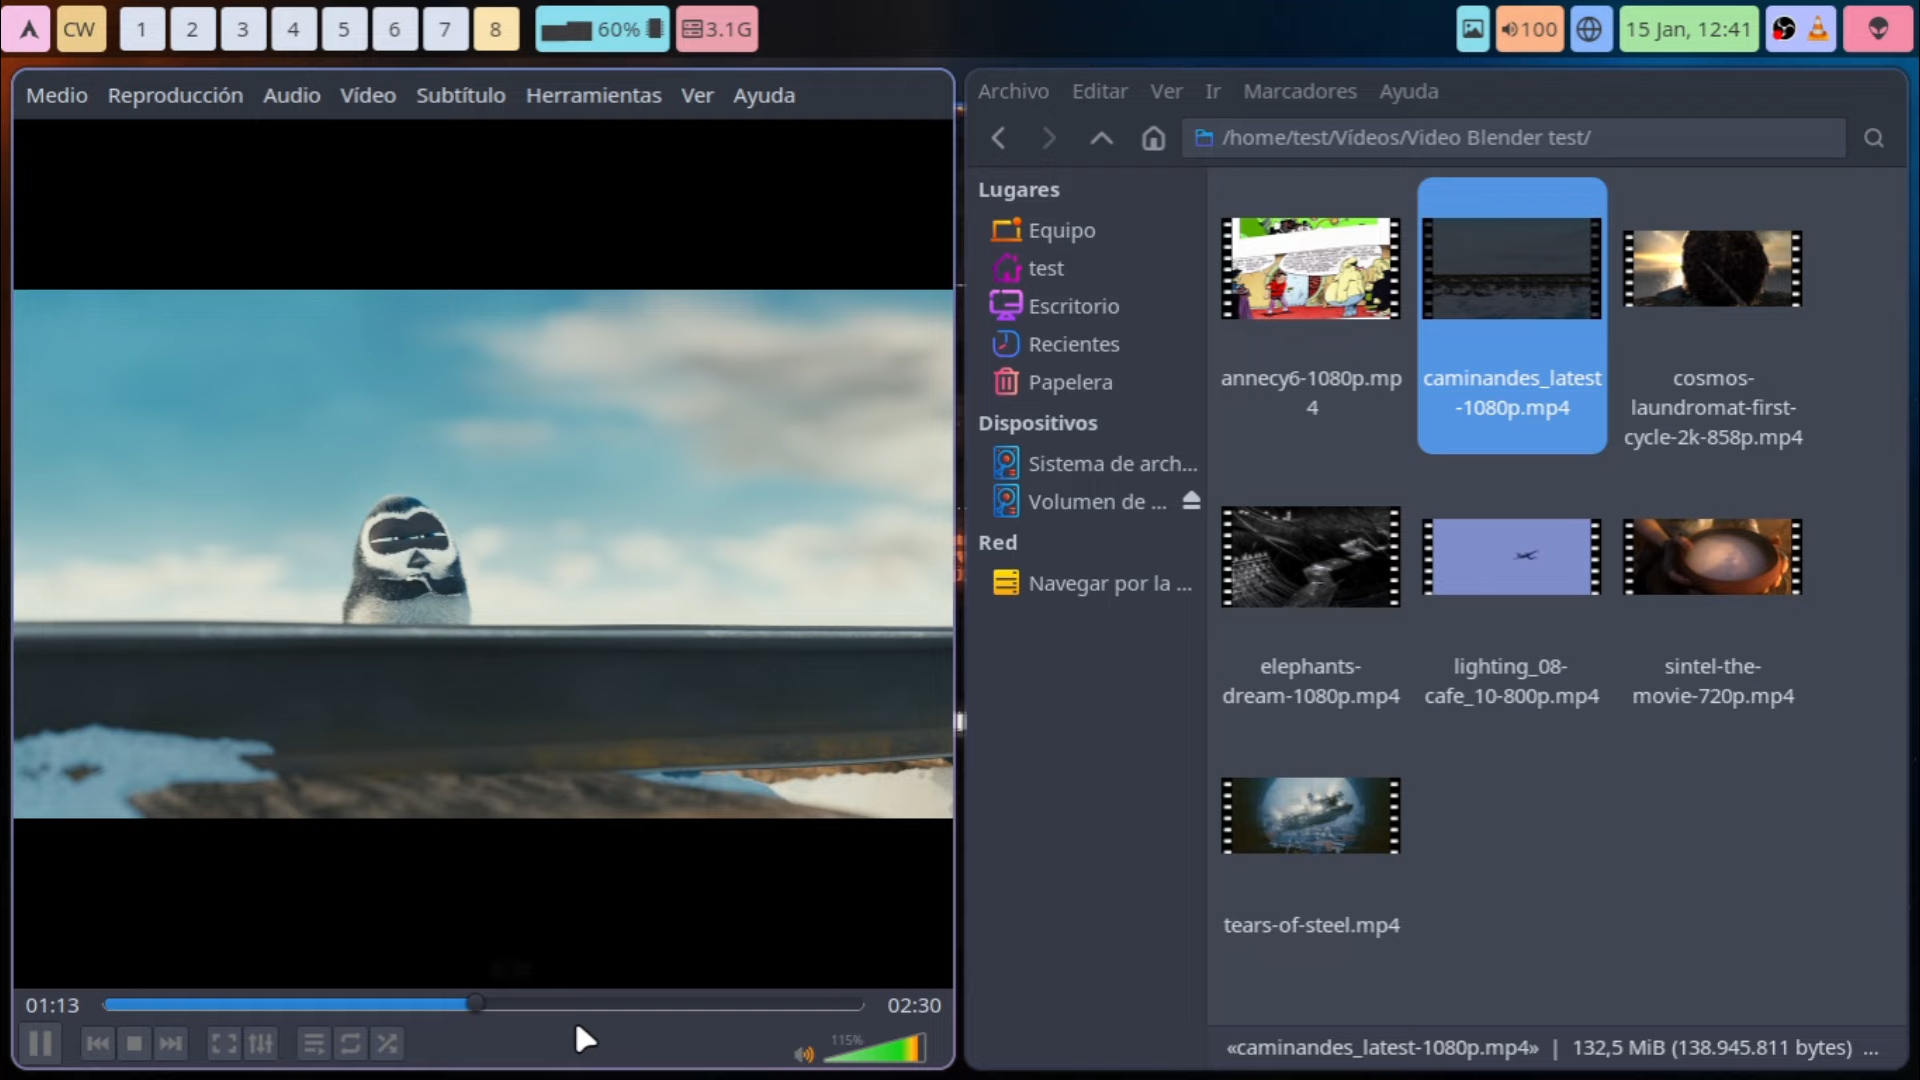 CW
1
2
3
4
5
6
7
8
60%
3.1G
100
15 Jan, 12:41
Medio Reproducción Audio Vídeo Subtítulo Herramientas Ver Ayuda
01:13
02:30
115%
Archivo Editar Ver Ir Marcadores Ayuda
/home/test/Vídeos/Video Blender test/
Lugares
Equipo
test
Escritorio
Recientes
Papelera
Dispositivos
Sistema de arch...
Volumen de ...
Red
Navegar por la ...
annecy6-1080p.mp
4
caminandes_latest
-1080p.mp4
cosmos-
laundromat-first-
cycle-2k-858p.mp4
elephants-
dream-1080p.mp4
lighting_08-
cafe_10-800p.mp4
sintel-the-
movie-720p.mp4
tears-of-steel.mp4
«caminandes_latest-1080p.mp4» | 132,5 MiB (138.945.811 bytes) ...